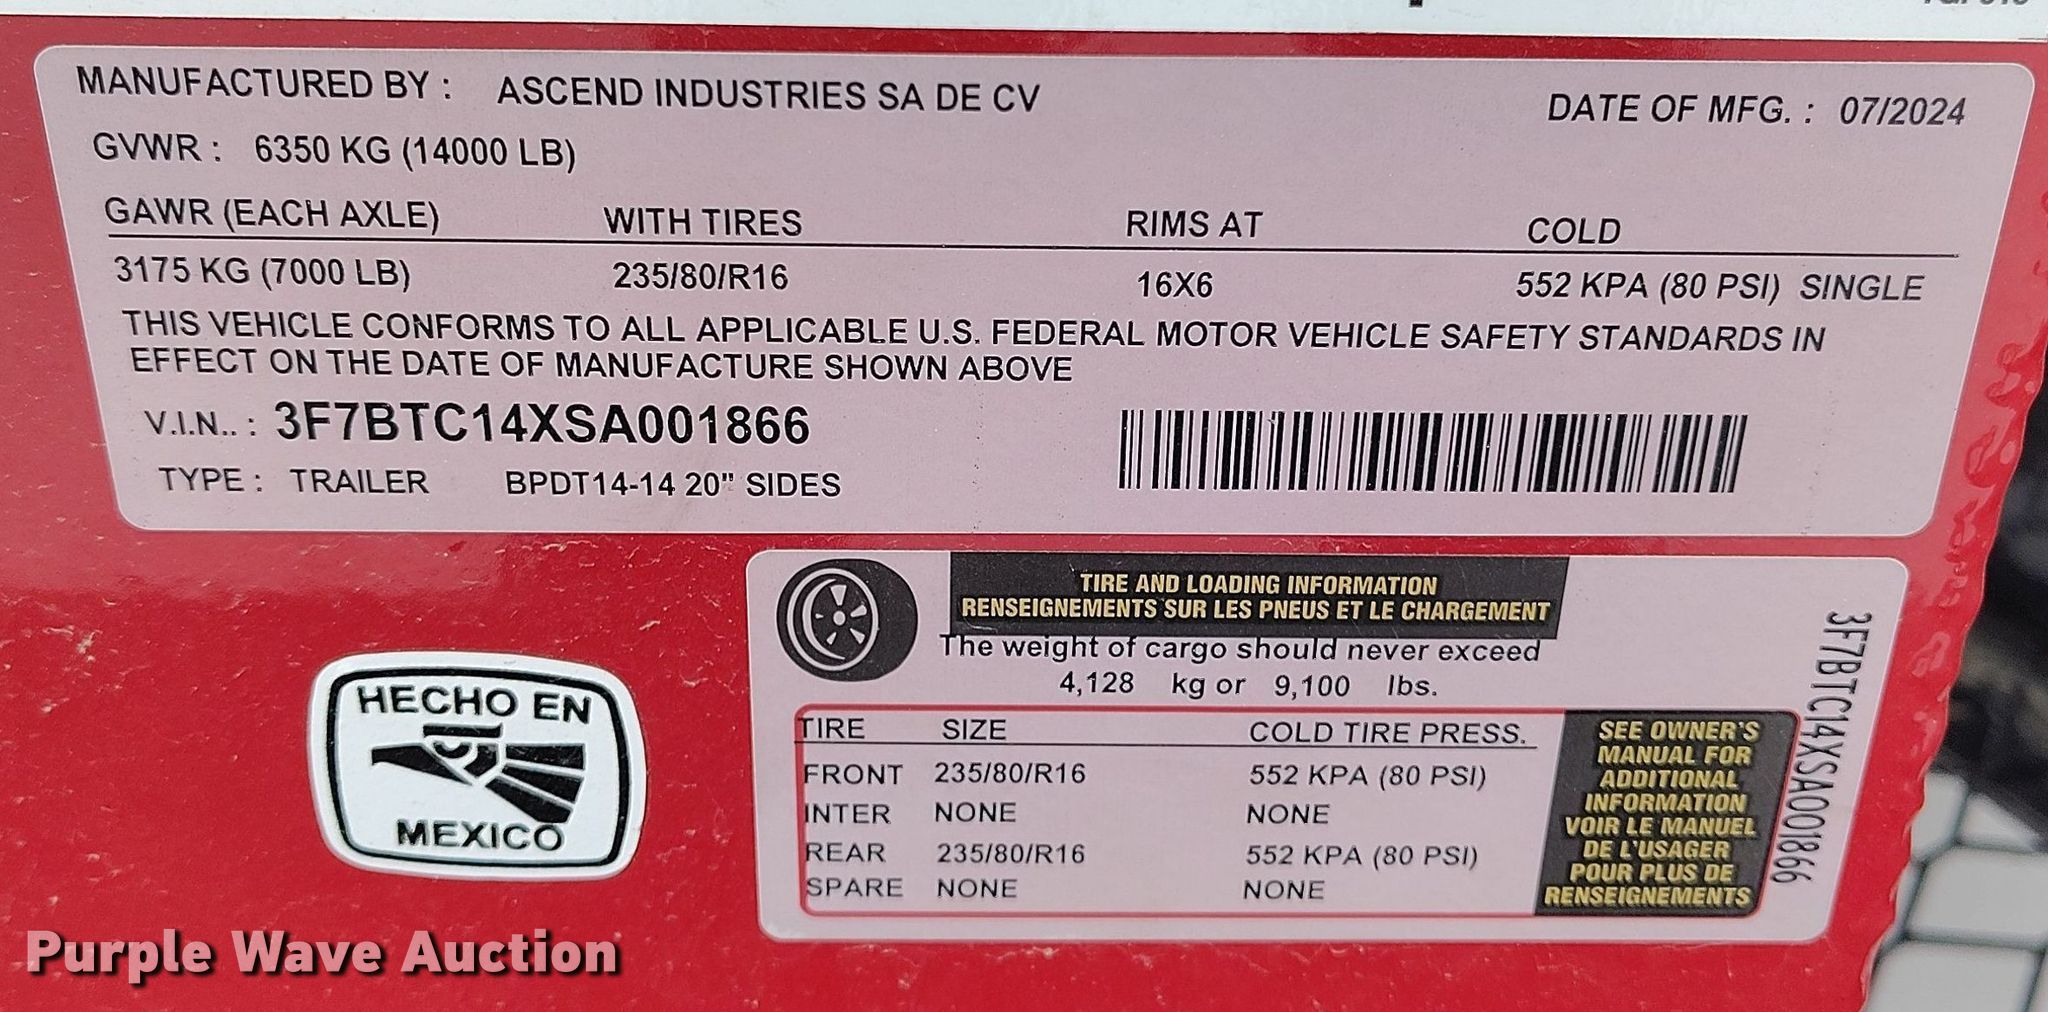 MANUFACTURED BY : ASCEND INDUSTRIES SA DE CV DATE OF MFG. : 07/2024
GVWR : 6350 KG (14000 LB)
GAWR (EACH AXLE) WITH TIRES RIMS AT COLD
3175 KG (7000 LB) 235/80/R16 16X6 552 KPA (80 PSI) SINGLE
THIS VEHICLE CONFORMS TO ALL APPLICABLE U.S. FEDERAL MOTOR VEHICLE SAFETY STANDARDS IN
EFFECT ON THE DATE OF MANUFACTURE SHOWN ABOVE
V.I.N.. : 3F7BTC14XSA001866
TYPE : TRAILER BPDT14-14 20" SIDES
TIRE AND LOADING INFORMATION
RENSEIGNEMENTS SUR LES PNEUS ET LE CHARGEMENT
The weight of cargo should never exceed
4,128 kg or 9,100 lbs.
TIRE SIZE COLD TIRE PRESS.
FRONT 235/80/R16 552 KPA (80 PSI)
INTER NONE NONE
REAR 235/80/R16 552 KPA (80 PSI)
SPARE NONE NONE
SEE OWNER'S
MANUAL FOR
ADDITIONAL
INFORMATION
VOIR LE MANUEL
DE L'USAGER
POUR PLUS DE
RENSEIGNEMENTS
3F7BTC14XSA001866
HECHO EN
MEXICO
Purple Wave Auction